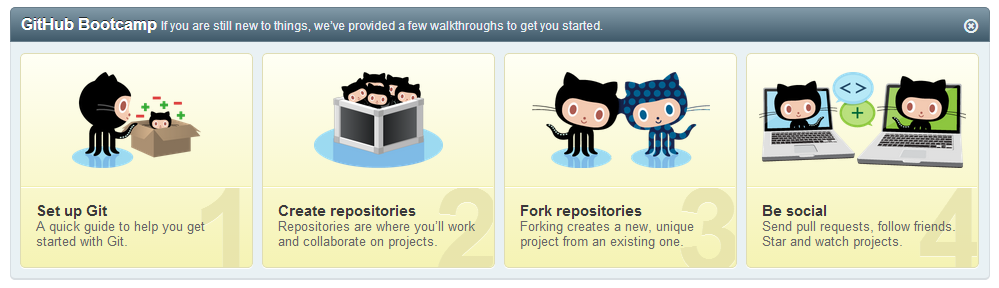 GitHub Bootcamp If you are still new to things, we've provided a few walkthroughs to get you started.
1
Set up Git
A quick guide to help you get
started with Git.
2
Create repositories
Repositories are where you'll work
and collaborate on projects.
3
Fork repositories
Forking creates a new, unique
project from an existing one.
< >
+
4
Be social
Send pull requests, follow friends.
Star and watch projects.